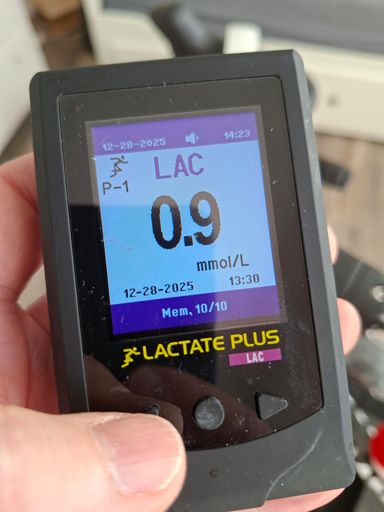 12-28-2025 14:23
LAC
P-1
0.9
mmol/L
12-28-2025 13:30
Mem. 10/10
LACTATE PLUS
LAC